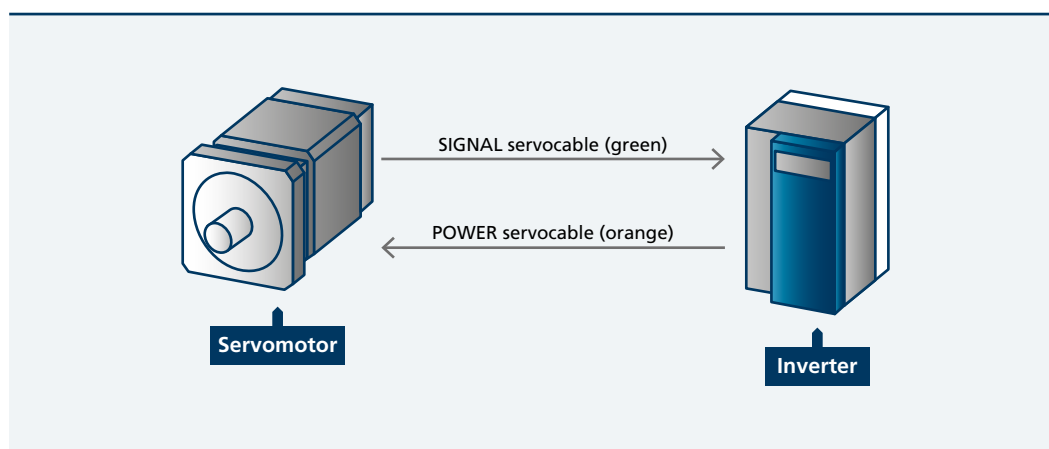 SIGNAL servocable (green)
POWER servocable (orange)
Servomotor
Inverter